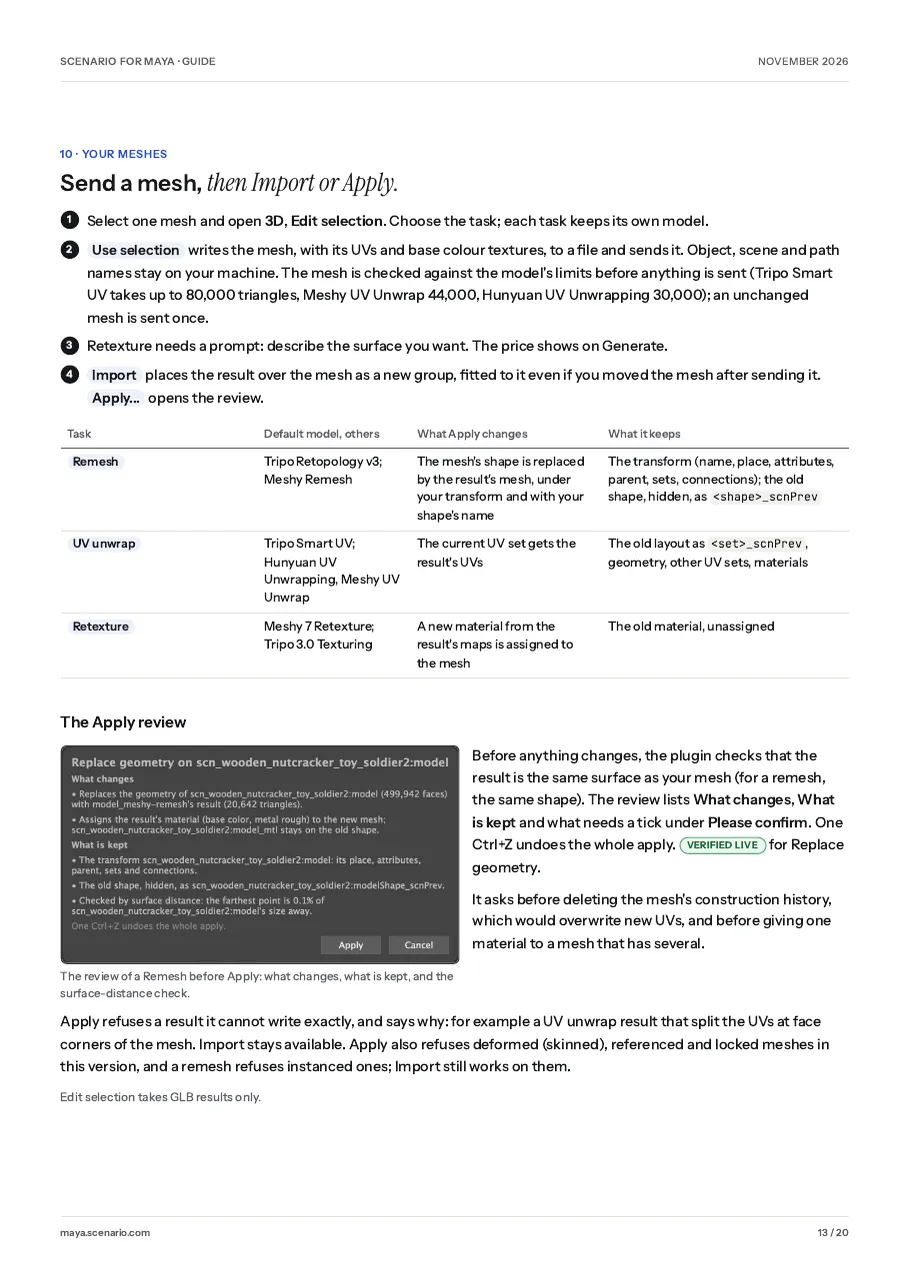 SCENARIO FOR MAYA · GUIDE
NOVEMBER 2026
10 · YOUR MESHES
Send a mesh, then Import or Apply.
1 Select one mesh and open 3D, Edit selection. Choose the task; each task keeps its own model.
2 Use selection writes the mesh, with its UVs and base colour textures, to a file and sends it. Object, scene and path
names stay on your machine. The mesh is checked against the model's limits before anything is sent (Tripo Smart
UV takes up to 80,000 triangles, Meshy UV Unwrap 44,000, Hunyuan UV Unwrapping 30,000); an unchanged
mesh is sent once.
3 Retexture needs a prompt: describe the surface you want. The price shows on Generate.
4 Import places the result over the mesh as a new group, fitted to it even if you moved the mesh after sending it.
Apply... opens the review.
Task
Default model, others
What Apply changes
What it keeps
Remesh
Tripo Retopology v3;
Meshy Remesh
The mesh's shape is replaced
by the result's mesh, under
your transform and with your
shape's name
The transform (name, place, attributes,
parent, sets, connections); the old
shape, hidden, as <shape>_scnPrev
UV unwrap
Tripo Smart UV;
Hunyuan UV
Unwrapping, Meshy UV
Unwrap
The current UV set gets the
result's UVs
The old layout as <set>_scnPrev ,
geometry, other UV sets, materials
Retexture
Meshy 7 Retexture;
Tripo 3.0 Texturing
A new material from the
result's maps is assigned to
the mesh
The old material, unassigned
The Apply review
Replace geometry on scn_wooden_nutcracker_toy_soldier2:model
What changes
• Replaces the geometry of scn_wooden_nutcracker_toy_soldier2:model (499,942 faces)
with model_meshy-remesh's result (20,642 triangles).
• Assigns the result's material (base color, metal rough) to the new mesh;
scn_wooden_nutcracker_toy_soldier2:model_mtl stays on the old shape.
What is kept
• The transform scn_wooden_nutcracker_toy_soldier2:model: its place, attributes,
parent, sets and connections.
• The old shape, hidden, as scn_wooden_nutcracker_toy_soldier2:modelShape_scnPrev.
• Checked by surface distance: the farthest point is 0.1% of
scn_wooden_nutcracker_toy_soldier2:model's size away.
One Ctrl+Z undoes the whole apply.
Apply
Cancel
The review of a Remesh before Apply: what changes, what is kept, and the
surface-distance check.
Before anything changes, the plugin checks that the
result is the same surface as your mesh (for a remesh,
the same shape). The review lists What changes, What
is kept and what needs a tick under Please confirm. One
Ctrl+Z undoes the whole apply. VERIFIED LIVE for Replace
geometry.
It asks before deleting the mesh's construction history,
which would overwrite new UVs, and before giving one
material to a mesh that has several.
Apply refuses a result it cannot write exactly, and says why: for example a UV unwrap result that split the UVs at face
corners of the mesh. Import stays available. Apply also refuses deformed (skinned), referenced and locked meshes in
this version, and a remesh refuses instanced ones; Import still works on them.
Edit selection takes GLB results only.
maya.scenario.com
13 / 20